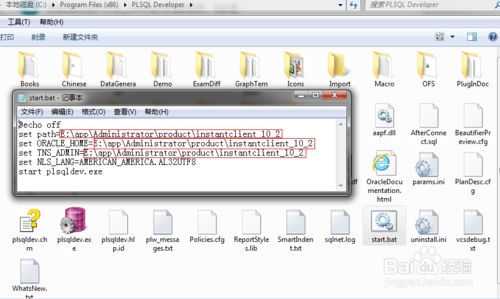 本地磁盘 (C:) ▸ Program Files (x86) ▸ PLSQL Developer ▸
搜索 PLSQL Developer
工具(T) 帮助(H)
打印 刻录 新建文件夹
Books Chinese DataGenera Demo ExamDiff GraphTem Icons Import Macro OFS PlugInDoc
start.bat - 记事本
文件(F) 编辑(E) 格式(O) 查看(V) 帮助(H)
@echo off
set path=E:\app\Administrator\product\instantclient_10_2
set ORACLE_HOME=E:\app\Administrator\product\instantclient_10_2
set TNS_ADMIN=E:\app\Administrator\product\instantclient_10_2
set NLS_LANG=AMERICAN_AMERICA.AL32UTF8
start plsqldev.exe
aapf.dll AfterConnect.sql BeautifierPreview.cfg
OracleDocumentation.html params.ini PlanDesc.cfg
plsqldev.chm plsqldev.exe plsqldev.hlp.id plw_messages.txt Policies.cfg ReportStyles.lib SmartIndent.txt sqlnet.log start.bat uninstall.ini vcsdebug.txt
WhatsNew.txt
Baidu 经验
jingyan.baidu.com